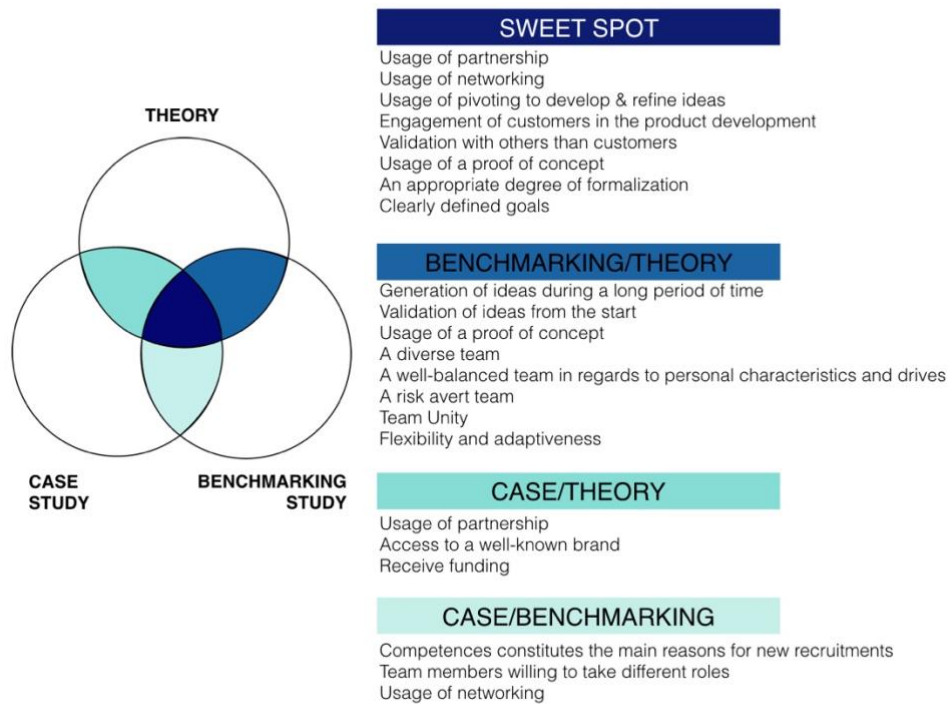 THEORY
CASE
STUDY
BENCHMARKING
STUDY
SWEET SPOT
Usage of partnership
Usage of networking
Usage of pivoting to develop & refine ideas
Engagement of customers in the product development
Validation with others than customers
Usage of a proof of concept
An appropriate degree of formalization
Clearly defined goals
BENCHMARKING/THEORY
Generation of ideas during a long period of time
Validation of ideas from the start
Usage of a proof of concept
A diverse team
A well-balanced team in regards to personal characteristics and drives
A risk avert team
Team Unity
Flexibility and adaptiveness
CASE/THEORY
Usage of partnership
Access to a well-known brand
Receive funding
CASE/BENCHMARKING
Competences constitutes the main reasons for new recruitments
Team members willing to take different roles
Usage of networking